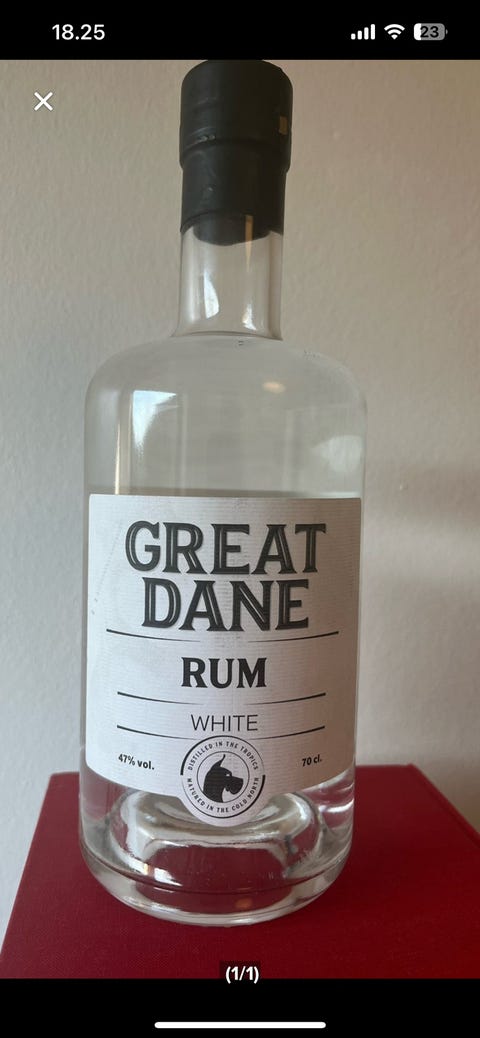 18.25
23
GREAT
DANE
RUM
WHITE
47% vol.
70 cl.
DISTILLED IN THE TROPICS
MATURED IN THE COLD NORTH
(1/1)